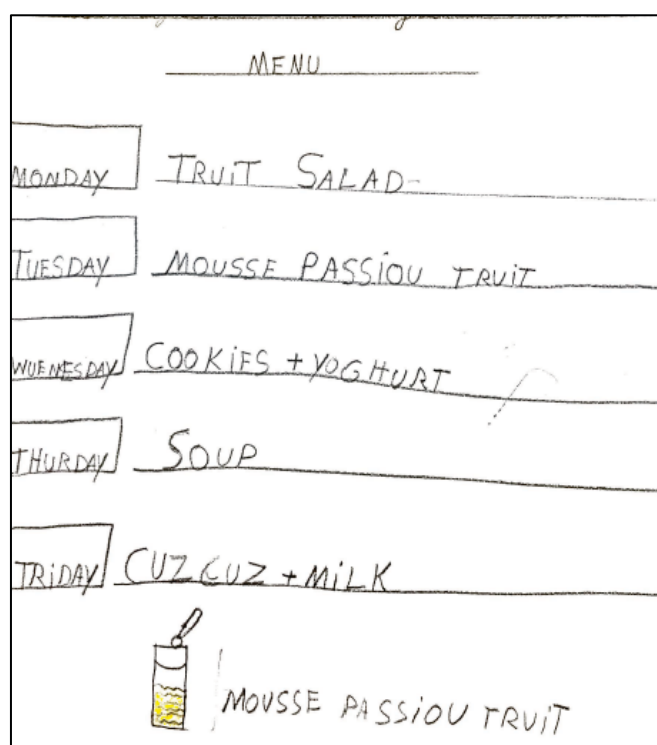 MENU
MONDAY TRUIT SALAD
TUESDAY MOUSSE PASSIOU TRUIT
WUENESDAY COOKIES + YOGHURT
THURDAY SOUP
TRIDAY CUZCUZ + MILK
MOUSSE PASSIOU TRUIT